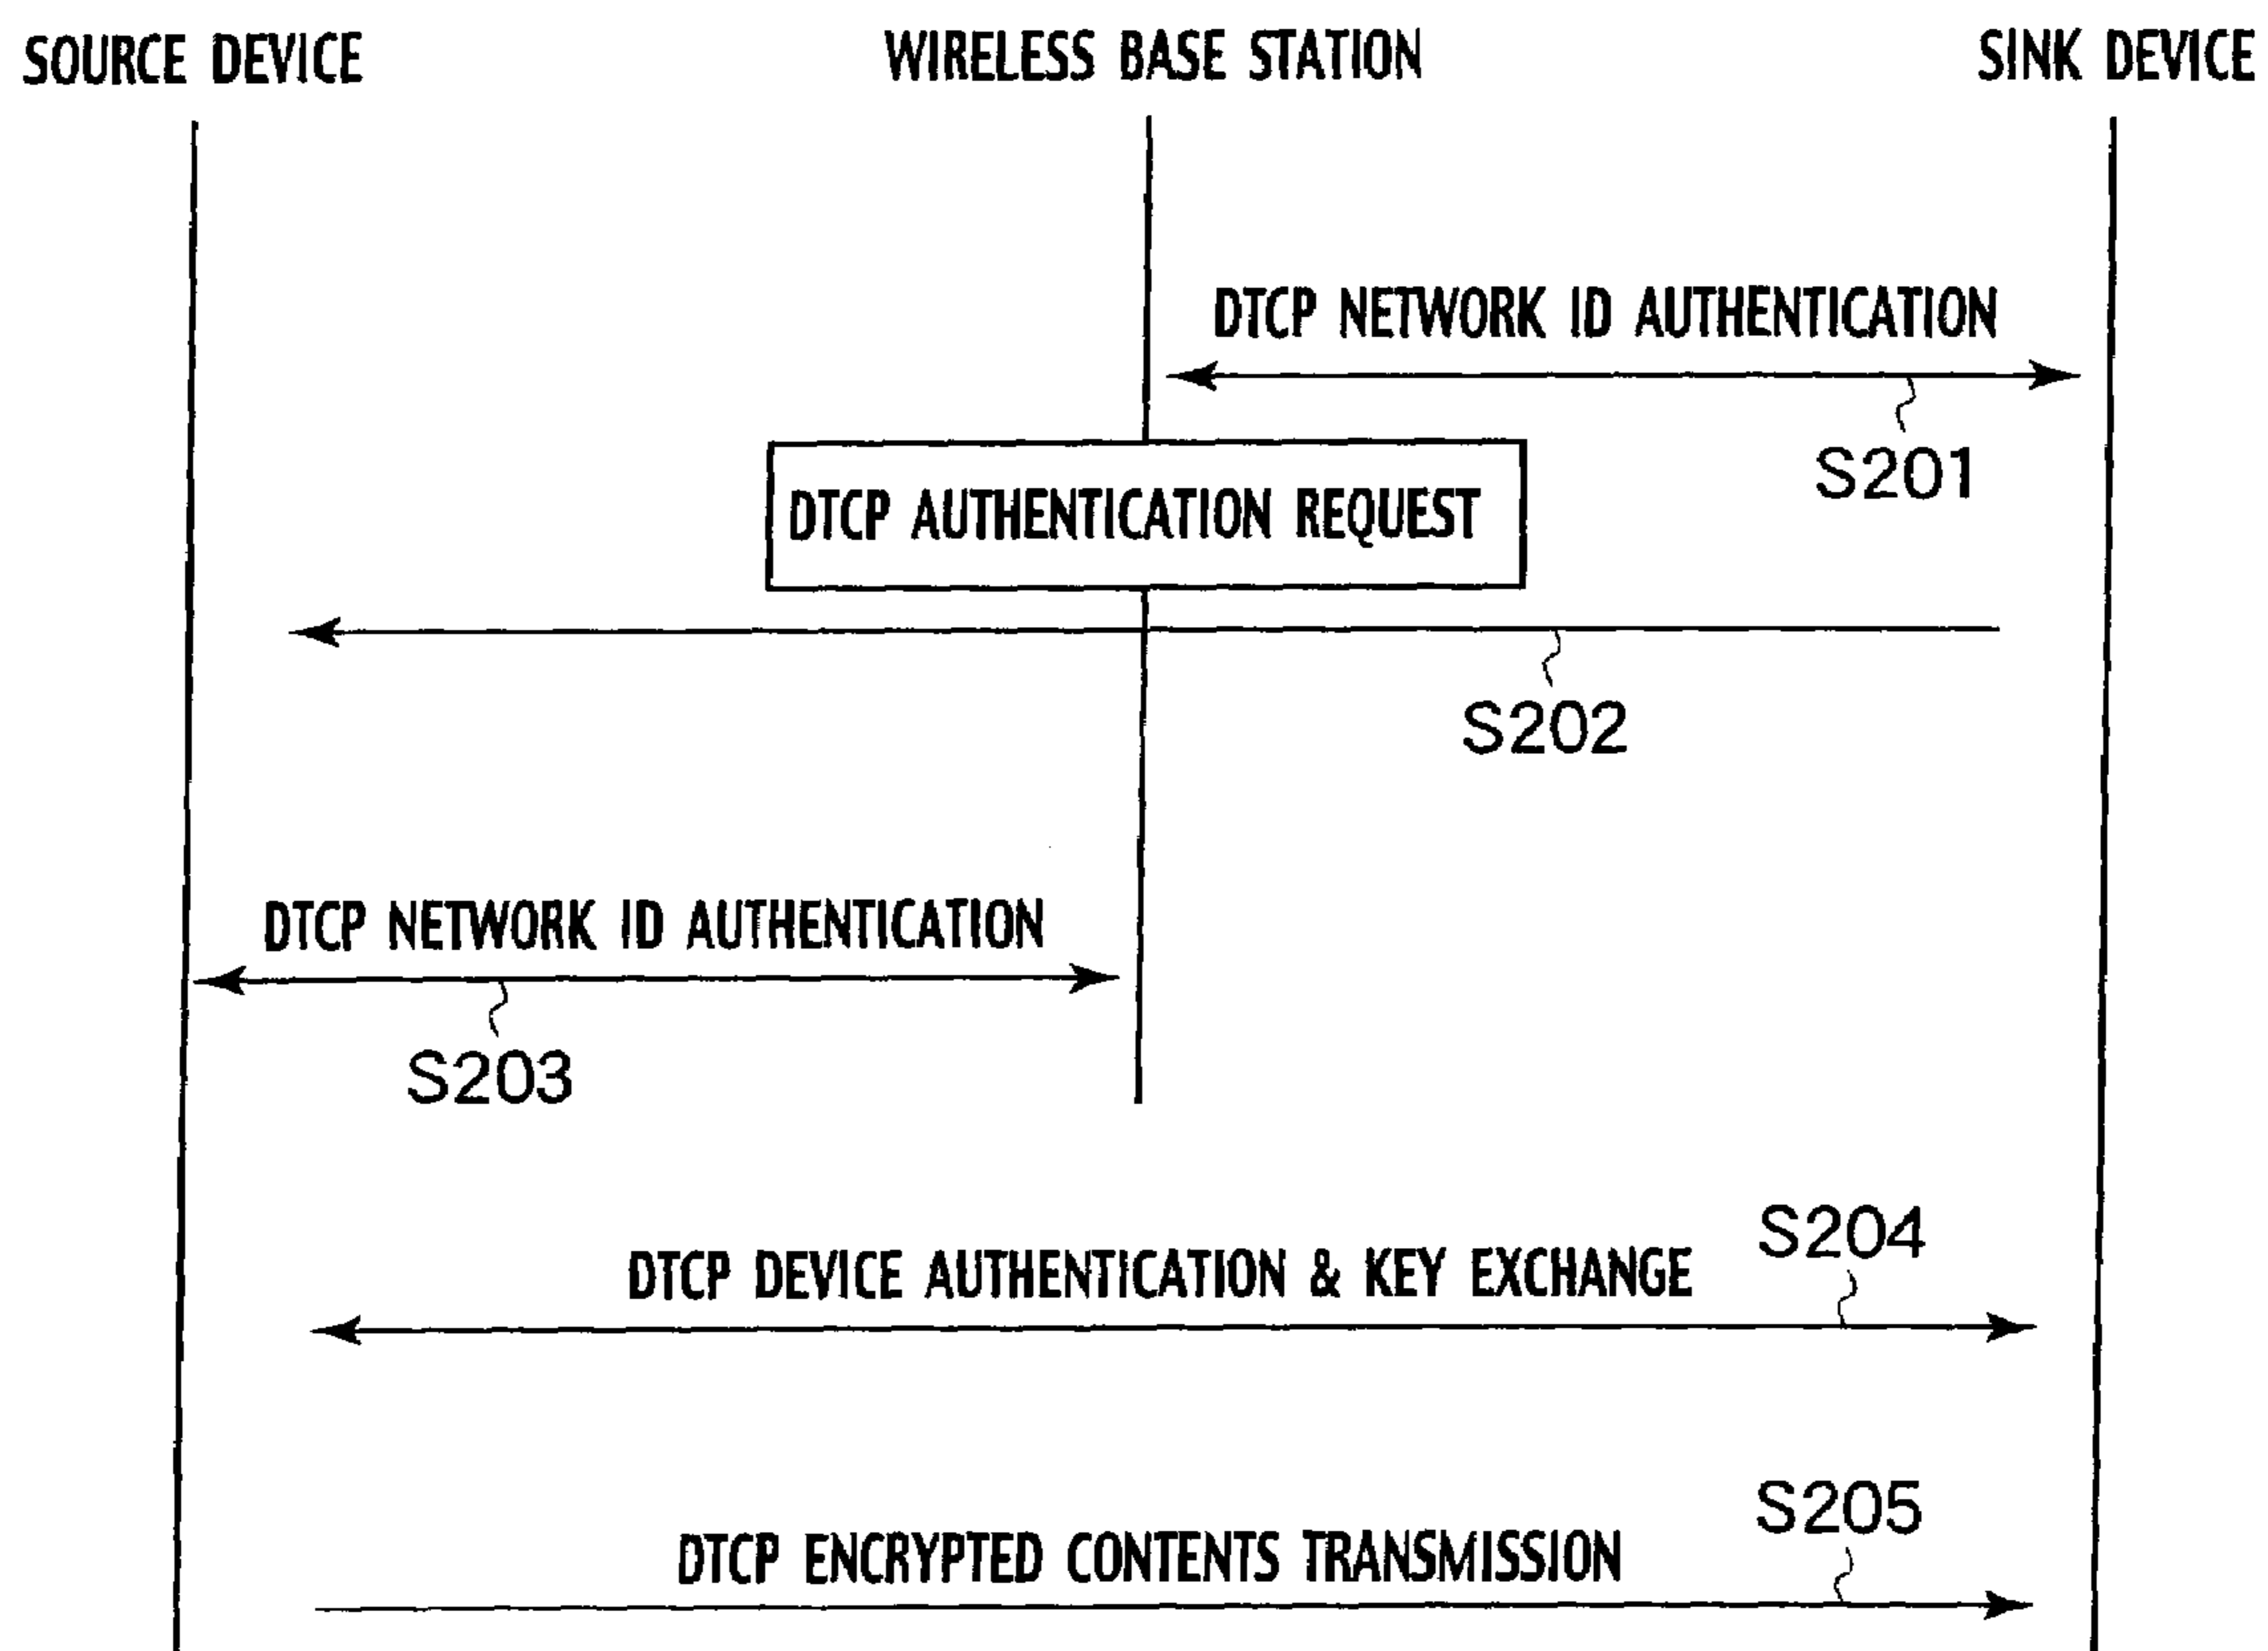 SOURCE DEVICE
WIRELESS BASE STATION
SINK DEVICE
DTCP NETWORK ID AUTHENTICATION
S201
DTCP AUTHENTICATION REQUEST
S202
DTCP NETWORK ID AUTHENTICATION
S203
S204
DTCP DEVICE AUTHENTICATION & KEY EXCHANGE
S205
DTCP ENCRYPTED CONTENTS TRANSMISSION